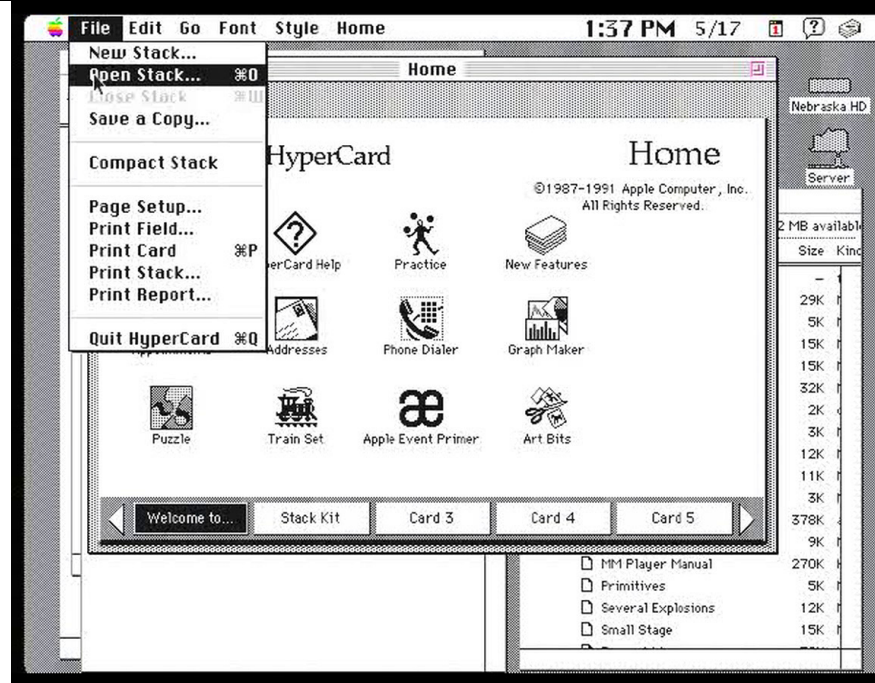 File Edit Go Font Style Home 1:37 PM 5/17
New Stack...
Open Stack... ⌘O
Close Stack ⌘W
Save a Copy...
Compact Stack
Page Setup...
Print Field...
Print Card ⌘P
Print Stack...
Print Report...
Quit HyperCard ⌘Q
Home
HyperCard
Home
©1987-1991 Apple Computer, Inc.
All Rights Reserved.
Practice
New Features
Addresses
Phone Dialer
Graph Maker
Puzzle
Train Set
Apple Event Primer
Art Bits
Welcome to...
Stack Kit
Card 3
Card 4
Card 5
Nebraska HD
Server
2 MB
Size
–
29K
5K
15K
15K
32K
2K
3K
12K
11K
3K
378K
9K
MM Player Manual 270K
Primitives 5K
Several Explosions 12K
Small Stage 15K